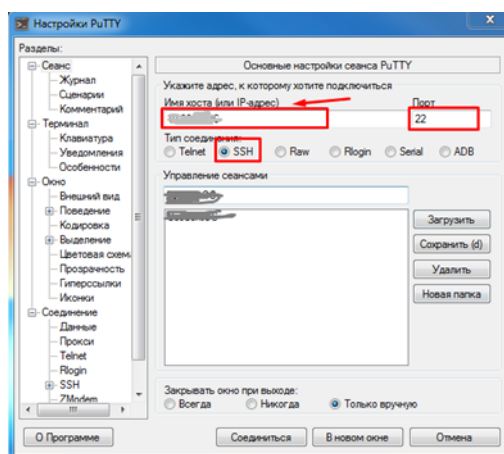 Настройки PuTTY
Разделы:
Сеанс
Журнал
Сценарии
Комментарий
Терминал
Клавиатура
Уведомления
Особенности
Окно
Внешний вид
Поведение
Кодировка
Выделение
Цветовая схем
Прозрачность
Гиперссылки
Иконки
Соединение
Данные
Прокси
Telnet
Rlogin
SSH
ZModem
Основные настройки сеанса PuTTY
Укажите адрес, к которому хотите подключиться
Имя хоста (или IP-адрес) Порт
22
Тип соединения:
Telnet SSH Raw Rlogin Serial ADB
Управление сеансами
Загрузить
Сохранить (d)
Удалить
Новая папка
Закрывать окно при выходе:
Всегда Никогда Только вручную
О Программе Соединиться В новом окне Отмена